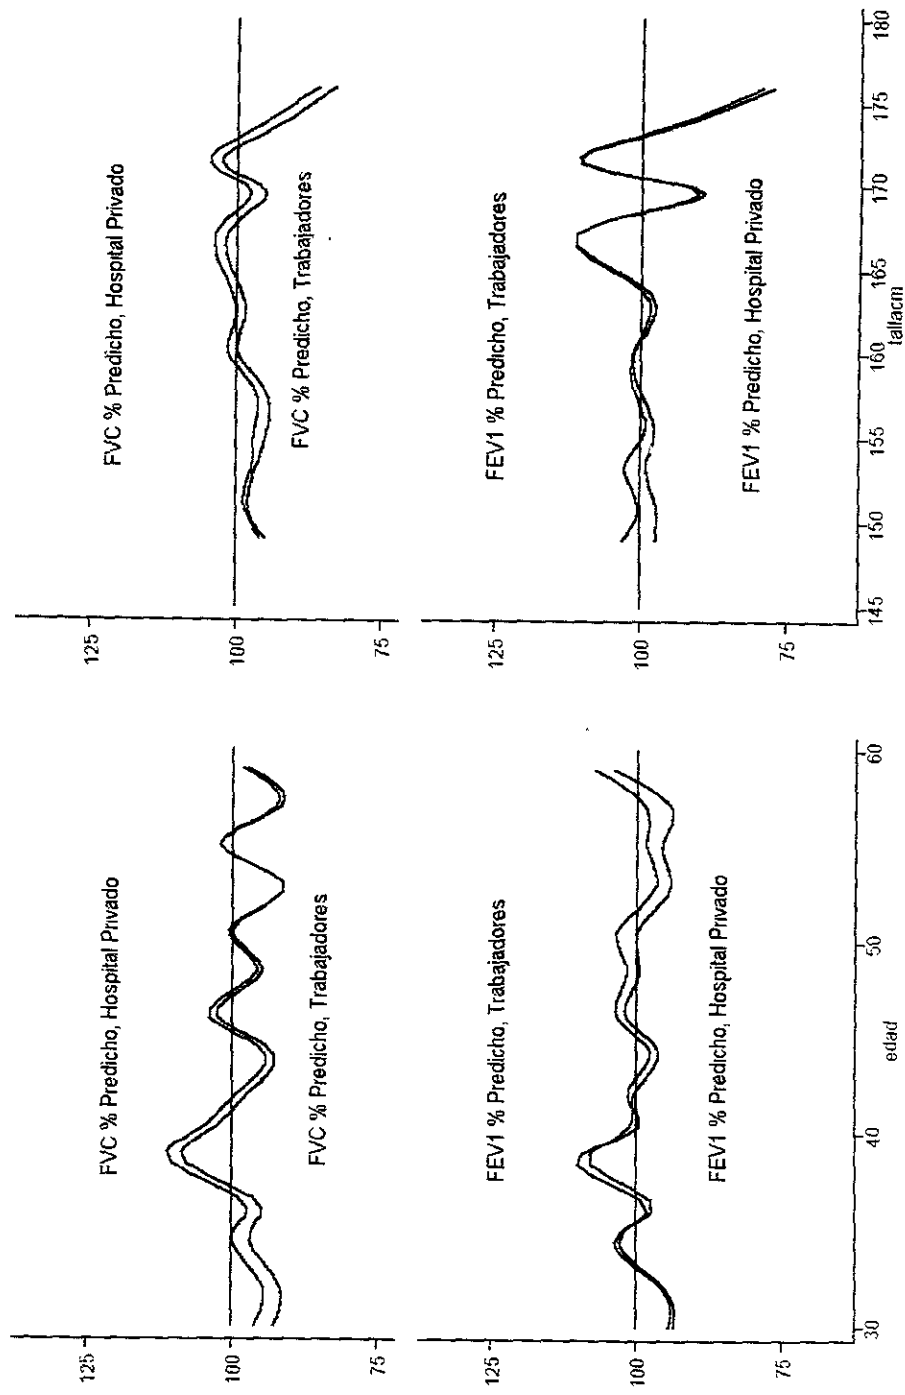 FVC % Predicho, Hospital Privado
125
100
75
FVC % Predicho, Trabajadores
FVC % Predicho, Hospital Privado
125
100
75
FVC % Predicho, Trabajadores
FEV1 % Predicho, Trabajadores
125
100
75
FEV1 % Predicho, Hospital Privado
30 40 50 60
edad
FEV1 % Predicho, Trabajadores
125
100
75
FEV1 % Predicho, Hospital Privado
145 150 155 160 165 170 175 180
tallacm